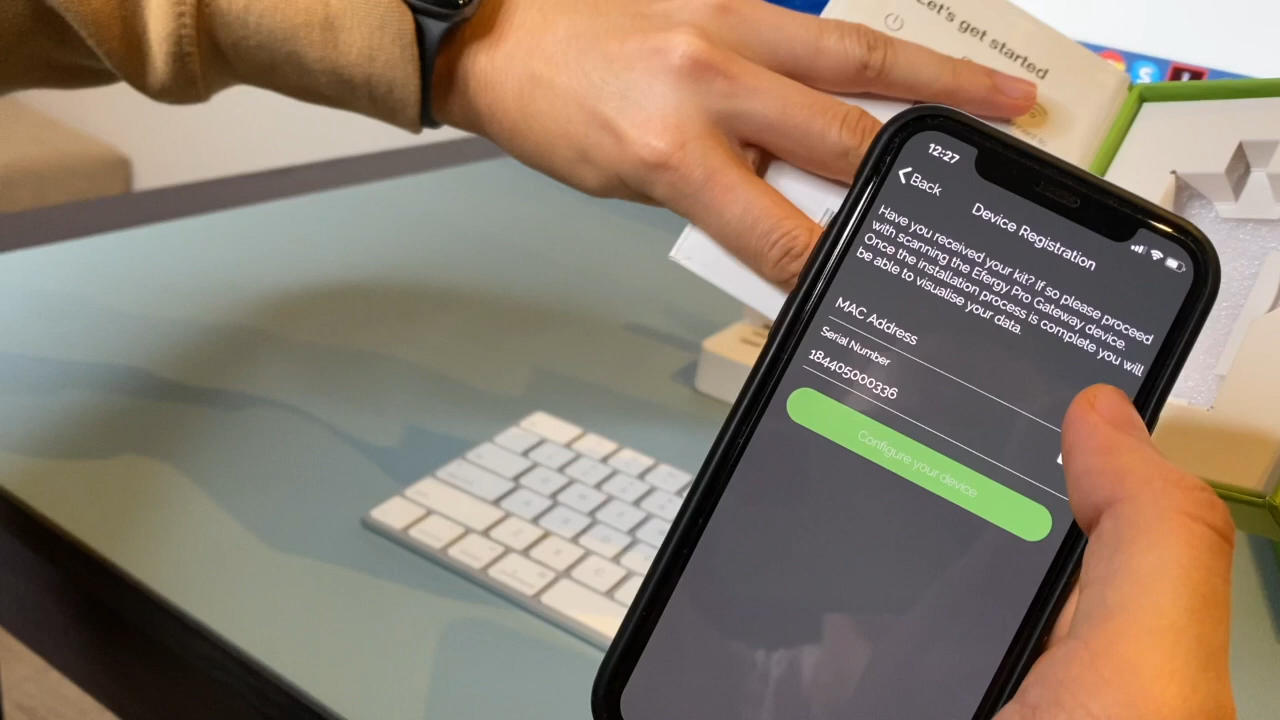 Let's get started
12:27
Back
Device Registration
Have you received your kit? If so please proceed
with scanning the Efergy Pro Gateway device.
Once the installation process is complete you will
be able to visualise your data.
MAC Address
Serial Number
184405000336
Configure your device